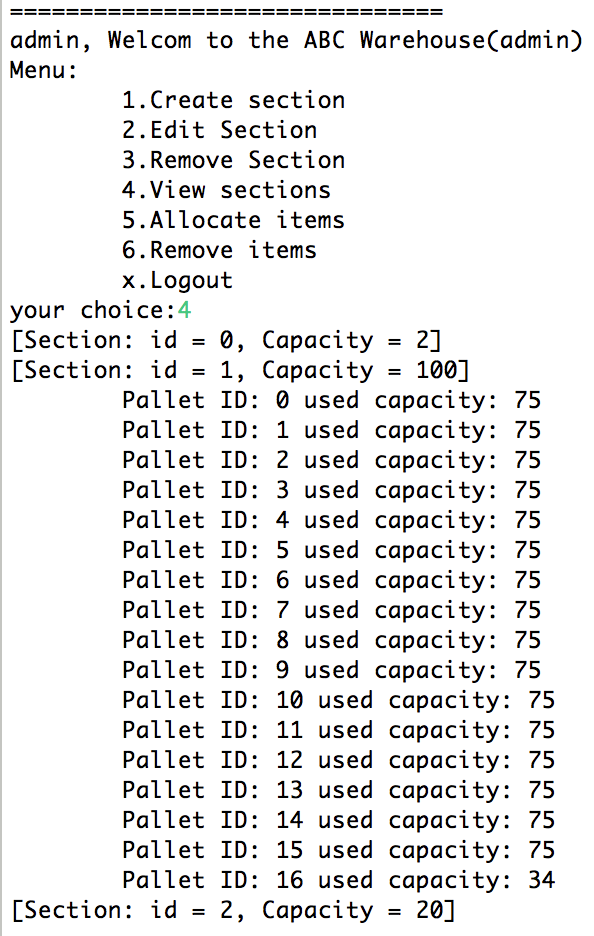 ===============================
admin, Welcom to the ABC Warehouse(admin)
Menu:
1.Create section
2.Edit Section
3.Remove Section
4.View sections
5.Allocate items
6.Remove items
x.Logout
your choice:4
[Section: id = 0, Capacity = 2]
[Section: id = 1, Capacity = 100]
Pallet ID: 0 used capacity: 75
Pallet ID: 1 used capacity: 75
Pallet ID: 2 used capacity: 75
Pallet ID: 3 used capacity: 75
Pallet ID: 4 used capacity: 75
Pallet ID: 5 used capacity: 75
Pallet ID: 6 used capacity: 75
Pallet ID: 7 used capacity: 75
Pallet ID: 8 used capacity: 75
Pallet ID: 9 used capacity: 75
Pallet ID: 10 used capacity: 75
Pallet ID: 11 used capacity: 75
Pallet ID: 12 used capacity: 75
Pallet ID: 13 used capacity: 75
Pallet ID: 14 used capacity: 75
Pallet ID: 15 used capacity: 75
Pallet ID: 16 used capacity: 34
[Section: id = 2, Capacity = 20]